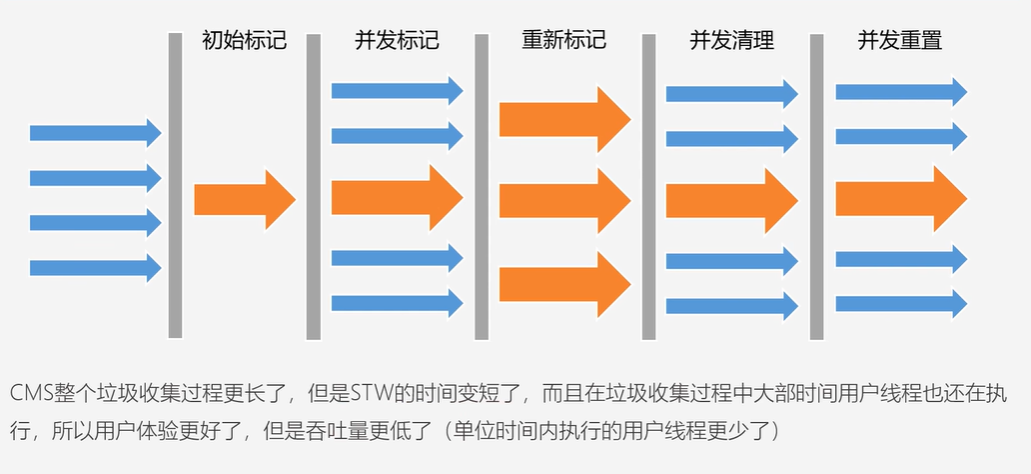 初始标记 并发标记 重新标记 并发清理 并发重置
CMS整个垃圾收集过程更长了，但是STW的时间变短了，而且在垃圾收集过程中大部时间用户线程也还在执
行，所以用户体验更好了，但是吞吐量更低了（单位时间内执行的用户线程更少了）